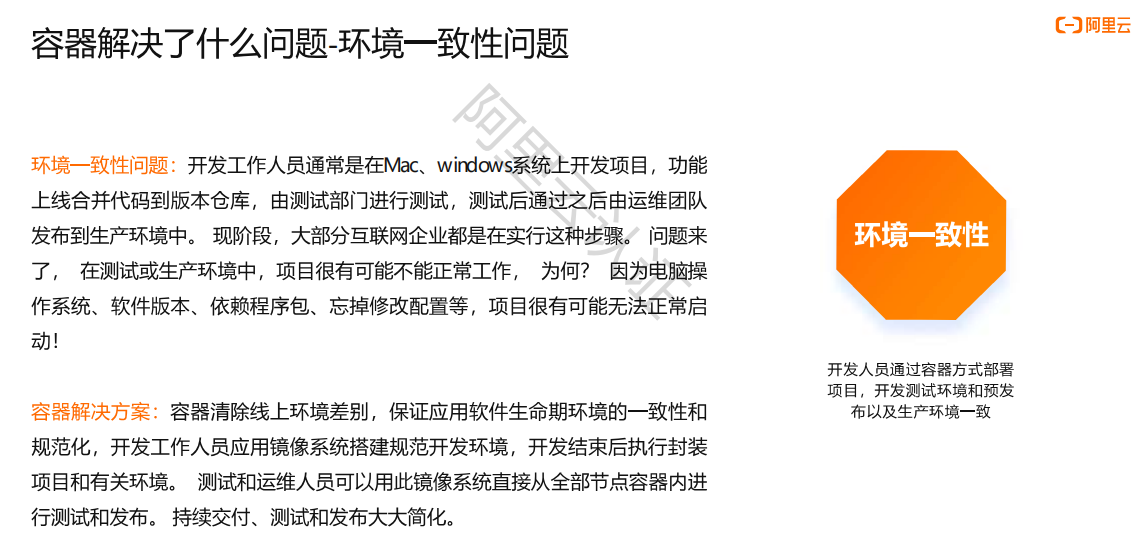 容器解决了什么问题-环境一致性问题
阿里云
阿里云认证
环境一致性问题：开发工作人员通常是在Mac、windows系统上开发项目，功能
上线合并代码到版本仓库，由测试部门进行测试，测试后通过之后由运维团队
发布到生产环境中。 现阶段，大部分互联网企业都是在实行这种步骤。 问题来
了， 在测试或生产环境中，项目很有可能不能正常工作， 为何？ 因为电脑操
作系统、软件版本、依赖程序包、忘掉修改配置等，项目很有可能无法正常启
动！
容器解决方案：容器清除线上环境差别，保证应用软件生命期环境的一致性和
规范化，开发工作人员应用镜像系统搭建规范开发环境，开发结束后执行封装
项目和有关环境。 测试和运维人员可以用此镜像系统直接从全部节点容器内进
行测试和发布。 持续交付、测试和发布大大简化。
环境一致性
开发人员通过容器方式部署
项目，开发测试环境和预发
布以及生产环境一致